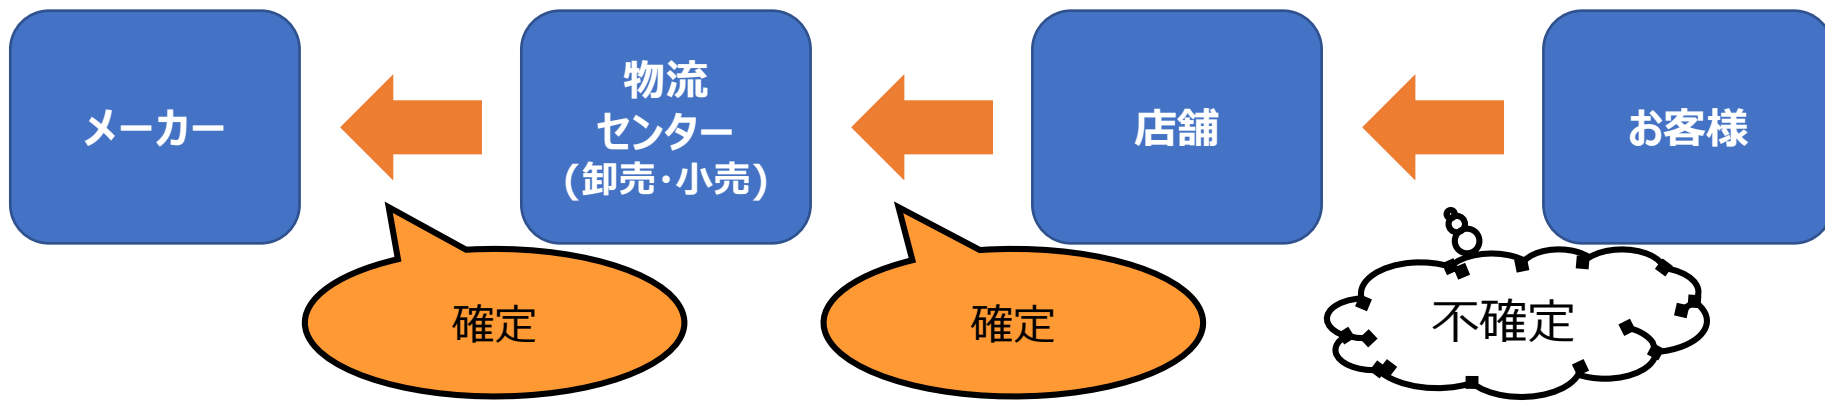 メーカー
物流
センター
(卸売・小売)
店舗
お客様
確定
確定
不確定